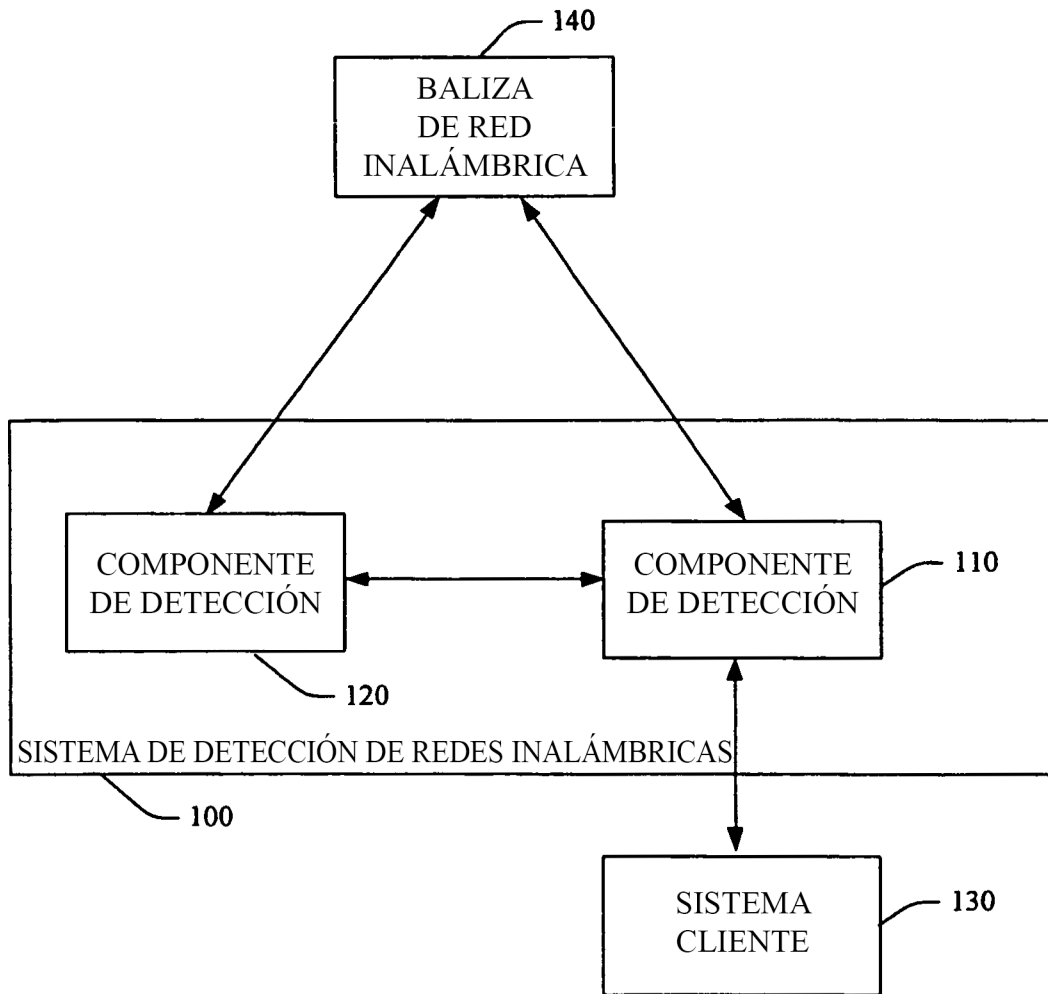 140
BALIZA
DE RED
INALÁMBRICA
COMPONENTE
DE DETECCIÓN
120
COMPONENTE
DE DETECCIÓN
110
SISTEMA DE DETECCIÓN DE REDES INALÁMBRICAS
100
SISTEMA
CLIENTE
130